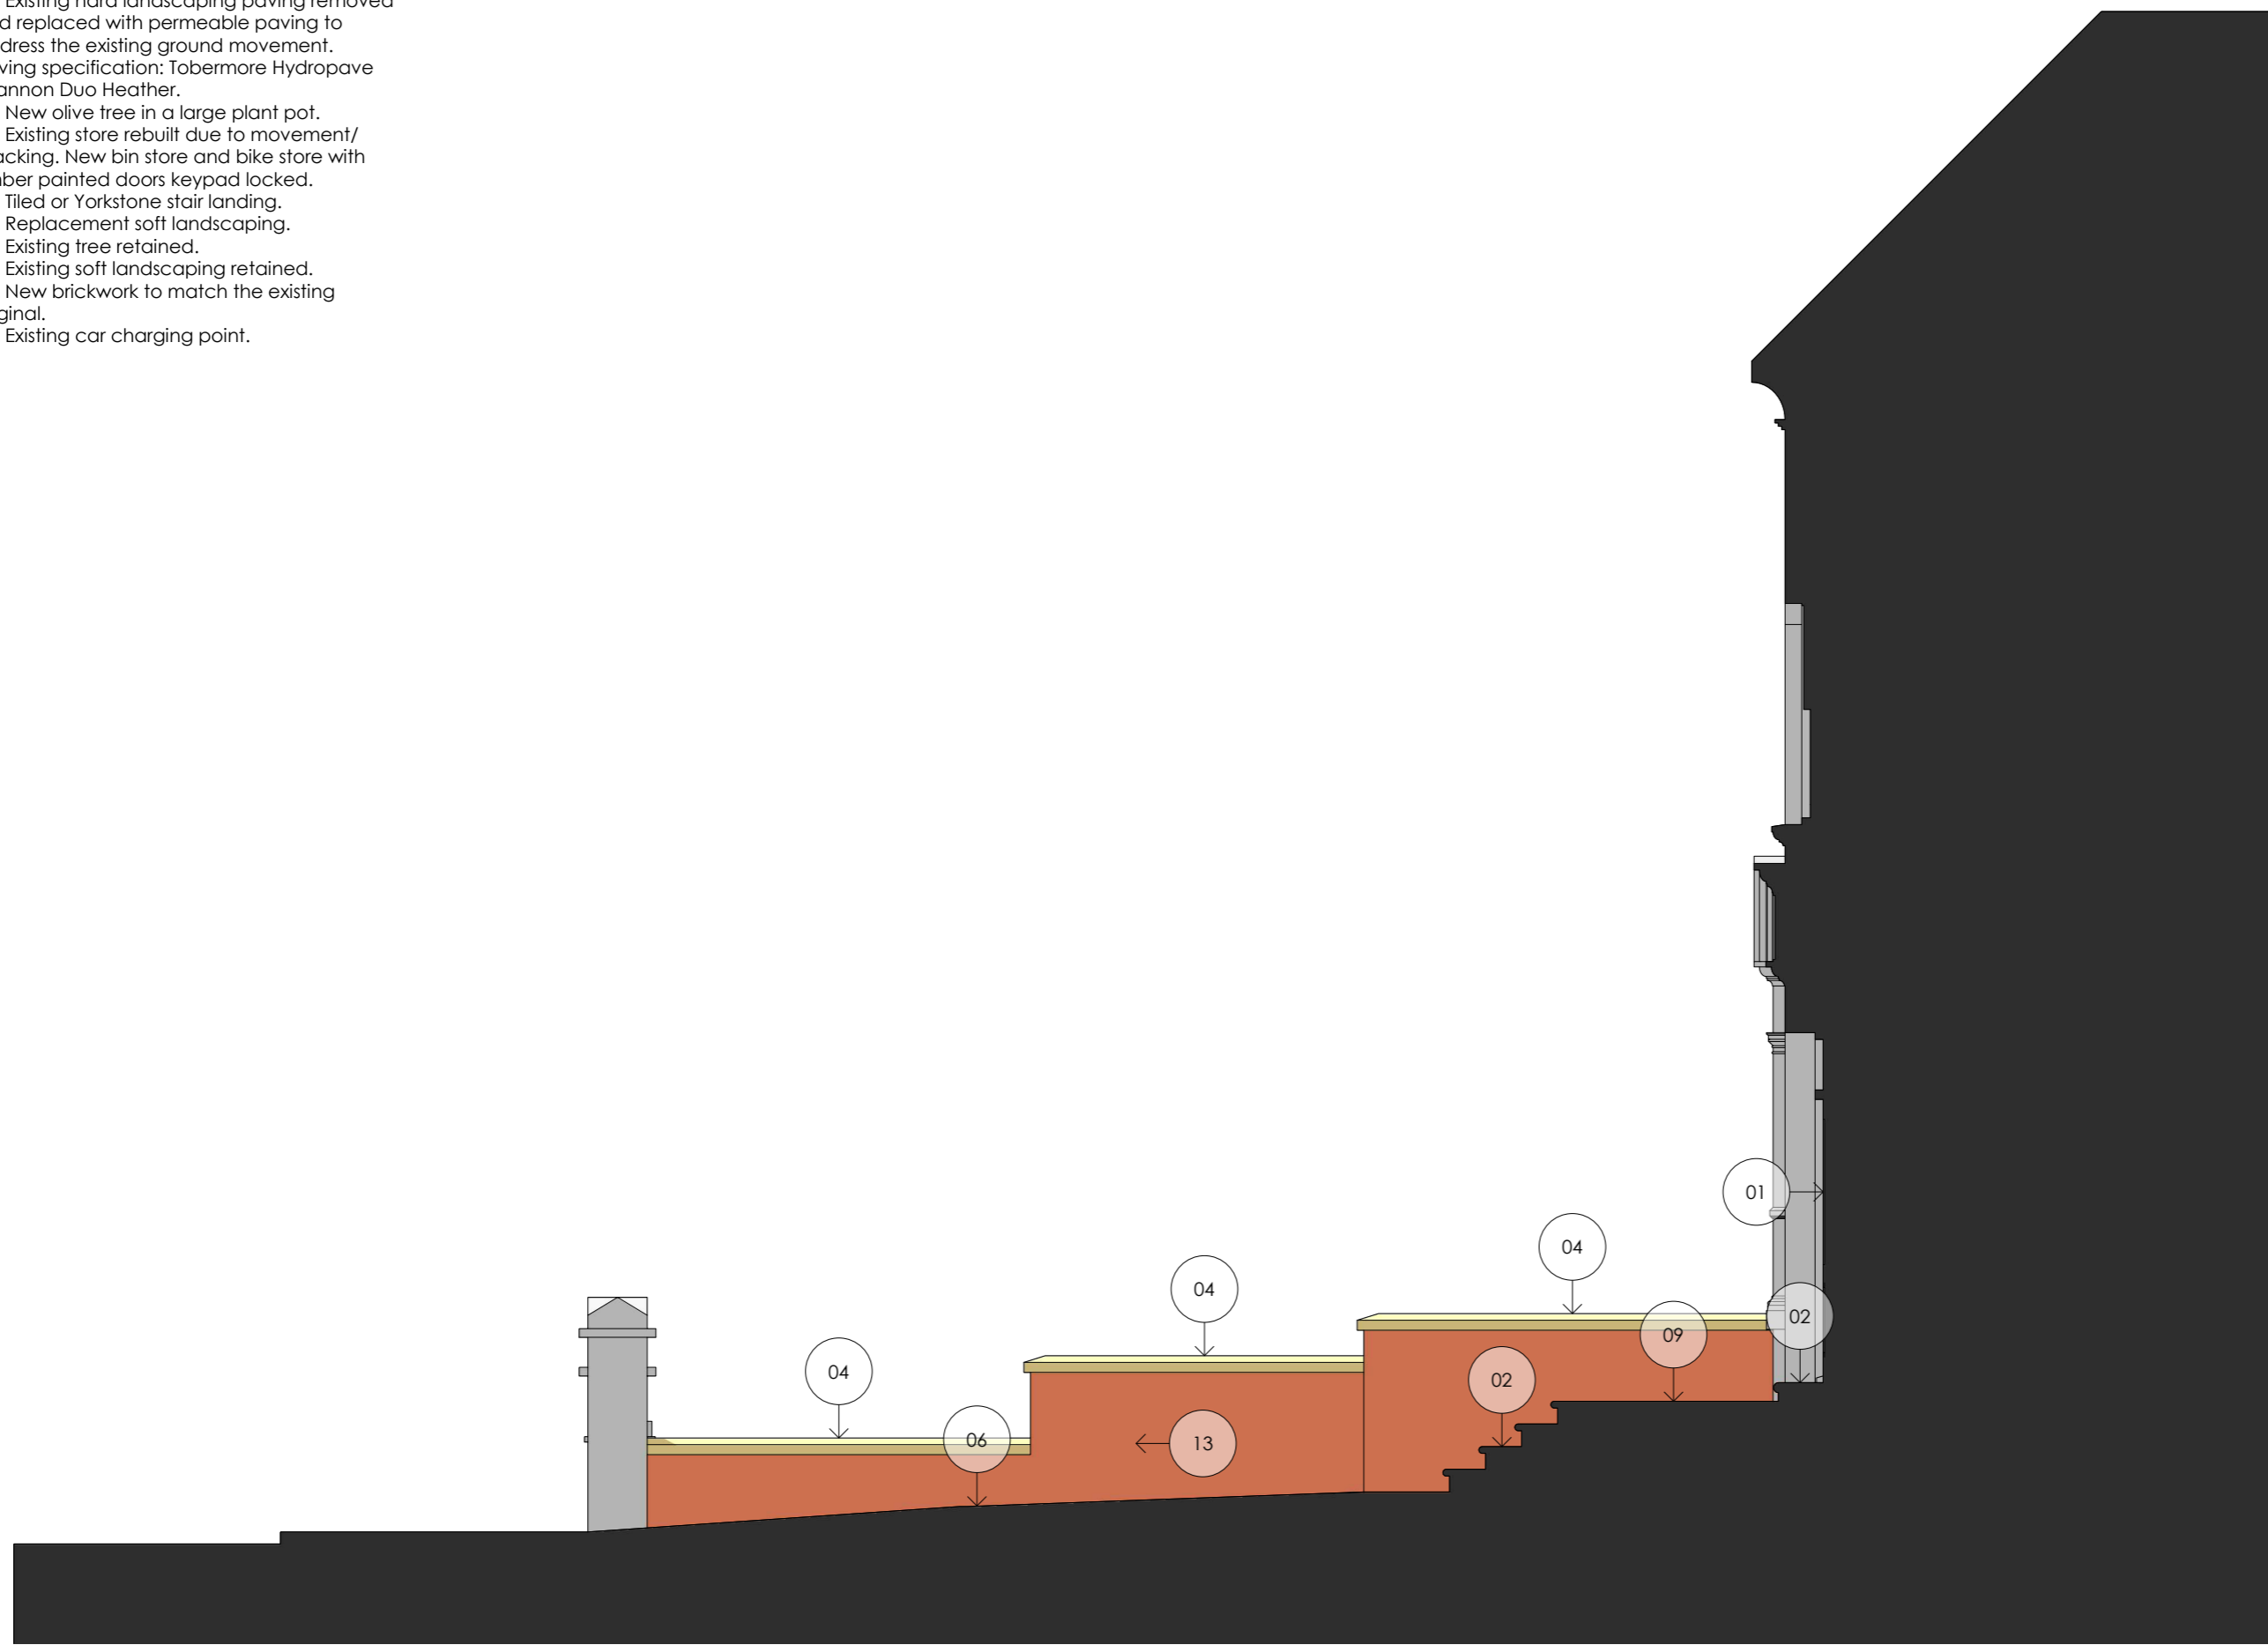 Existing hard landscaping paving removed
d replaced with permeable paving to
dress the existing ground movement.
ving specification: Tobermore Hydropave
annon Duo Heather.
New olive tree in a large plant pot.
Existing store rebuilt due to movement/
acking. New bin store and bike store with
ber painted doors keypad locked.
Tiled or Yorkstone stair landing.
Replacement soft landscaping.
Existing tree retained.
Existing soft landscaping retained.
New brickwork to match the existing
ginal.
Existing car charging point.
01
04
04
02
09
04
02
06
13